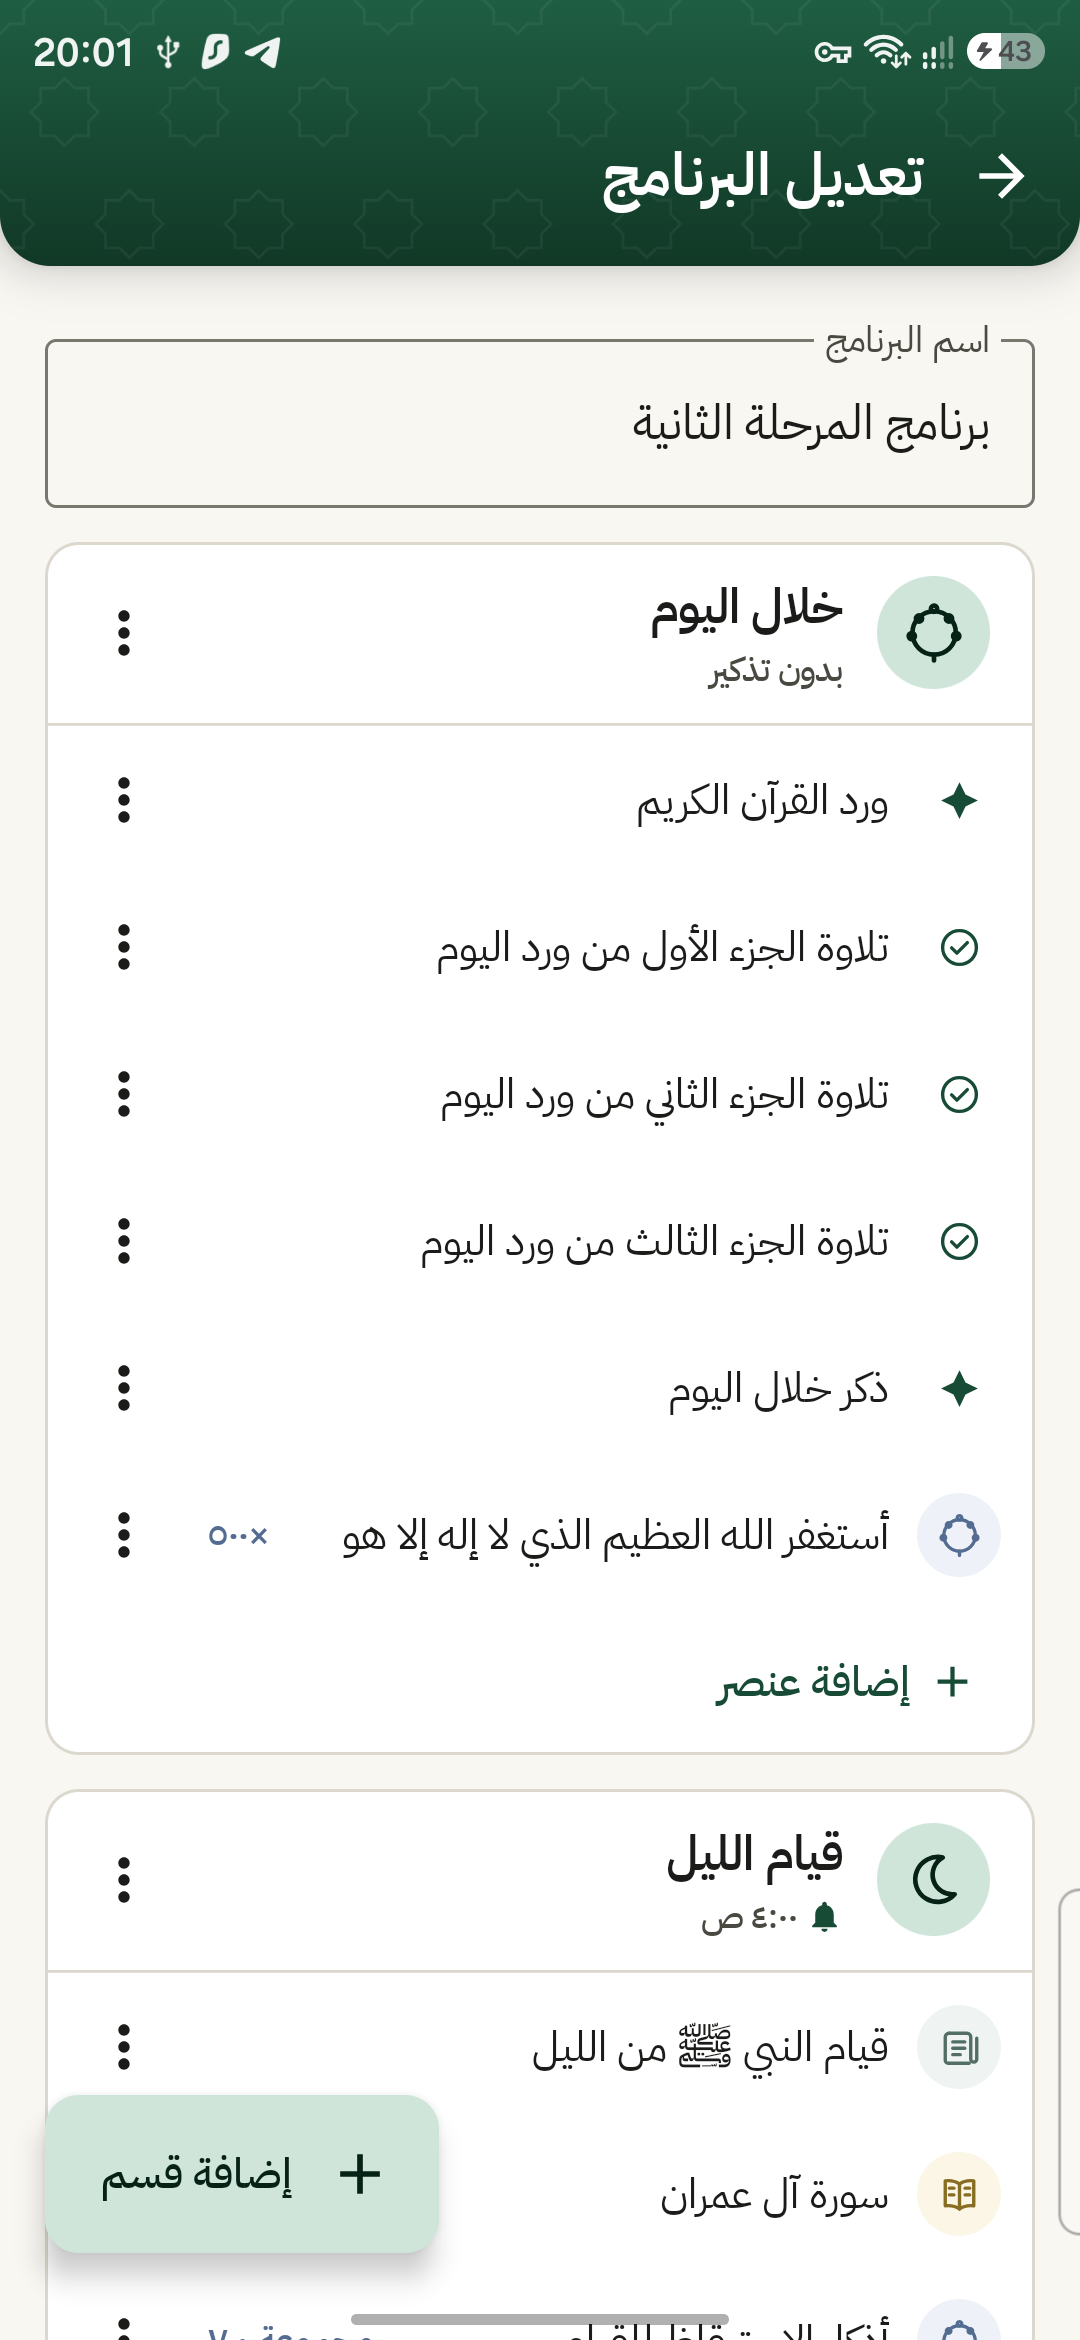 20:01
43
تعديل البرنامج
اسم البرنامج
برنامج المرحلة الثانية
خلال اليوم
بدون تذكير
ورد القرآن الكريم
تلاوة الجزء الأول من ورد اليوم
تلاوة الجزء الثاني من ورد اليوم
تلاوة الجزء الثالث من ورد اليوم
ذكر خلال اليوم
أستغفر الله العظيم الذي لا إله إلا هو
×٥٠٠
إضافة عنصر
قيام الليل
٤:٠٠ ص
قيام النبي ﷺ من الليل
سورة آل عمران
إضافة قسم